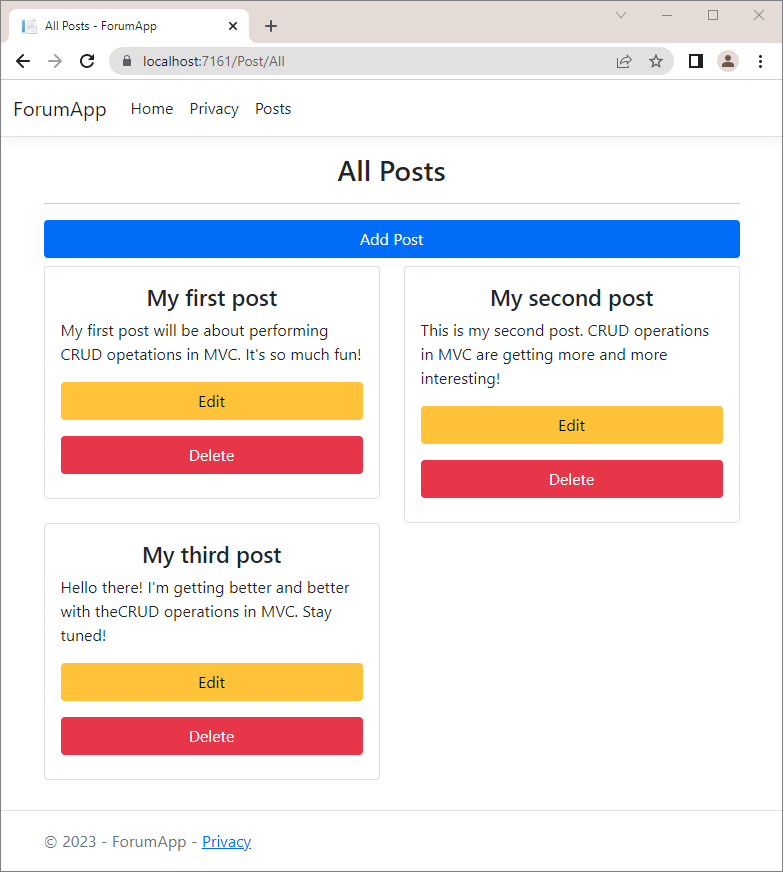 All Posts - ForumApp
localhost:7161/Post/All
ForumApp Home Privacy Posts
All Posts
Add Post
My first post
My first post will be about performing
CRUD opetations in MVC. It's so much fun!
Edit
Delete
My second post
This is my second post. CRUD operations
in MVC are getting more and more
interesting!
Edit
Delete
My third post
Hello there! I'm getting better and better
with theCRUD operations in MVC. Stay
tuned!
Edit
Delete
© 2023 - ForumApp - Privacy